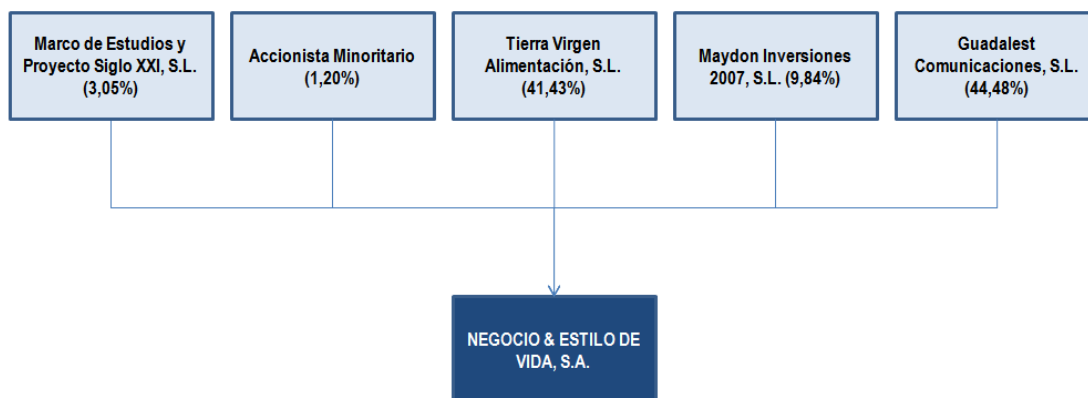 Marco de Estudios y
Proyecto Siglo XXI, S.L.
(3,05%)
Accionista Minoritario
(1,20%)
Tierra Virgen
Alimentación, S.L.
(41,43%)
Maydon Inversiones
2007, S.L. (9,84%)
Guadalest
Comunicaciones, S.L.
(44,48%)
NEGOCIO & ESTILO DE
VIDA, S.A.